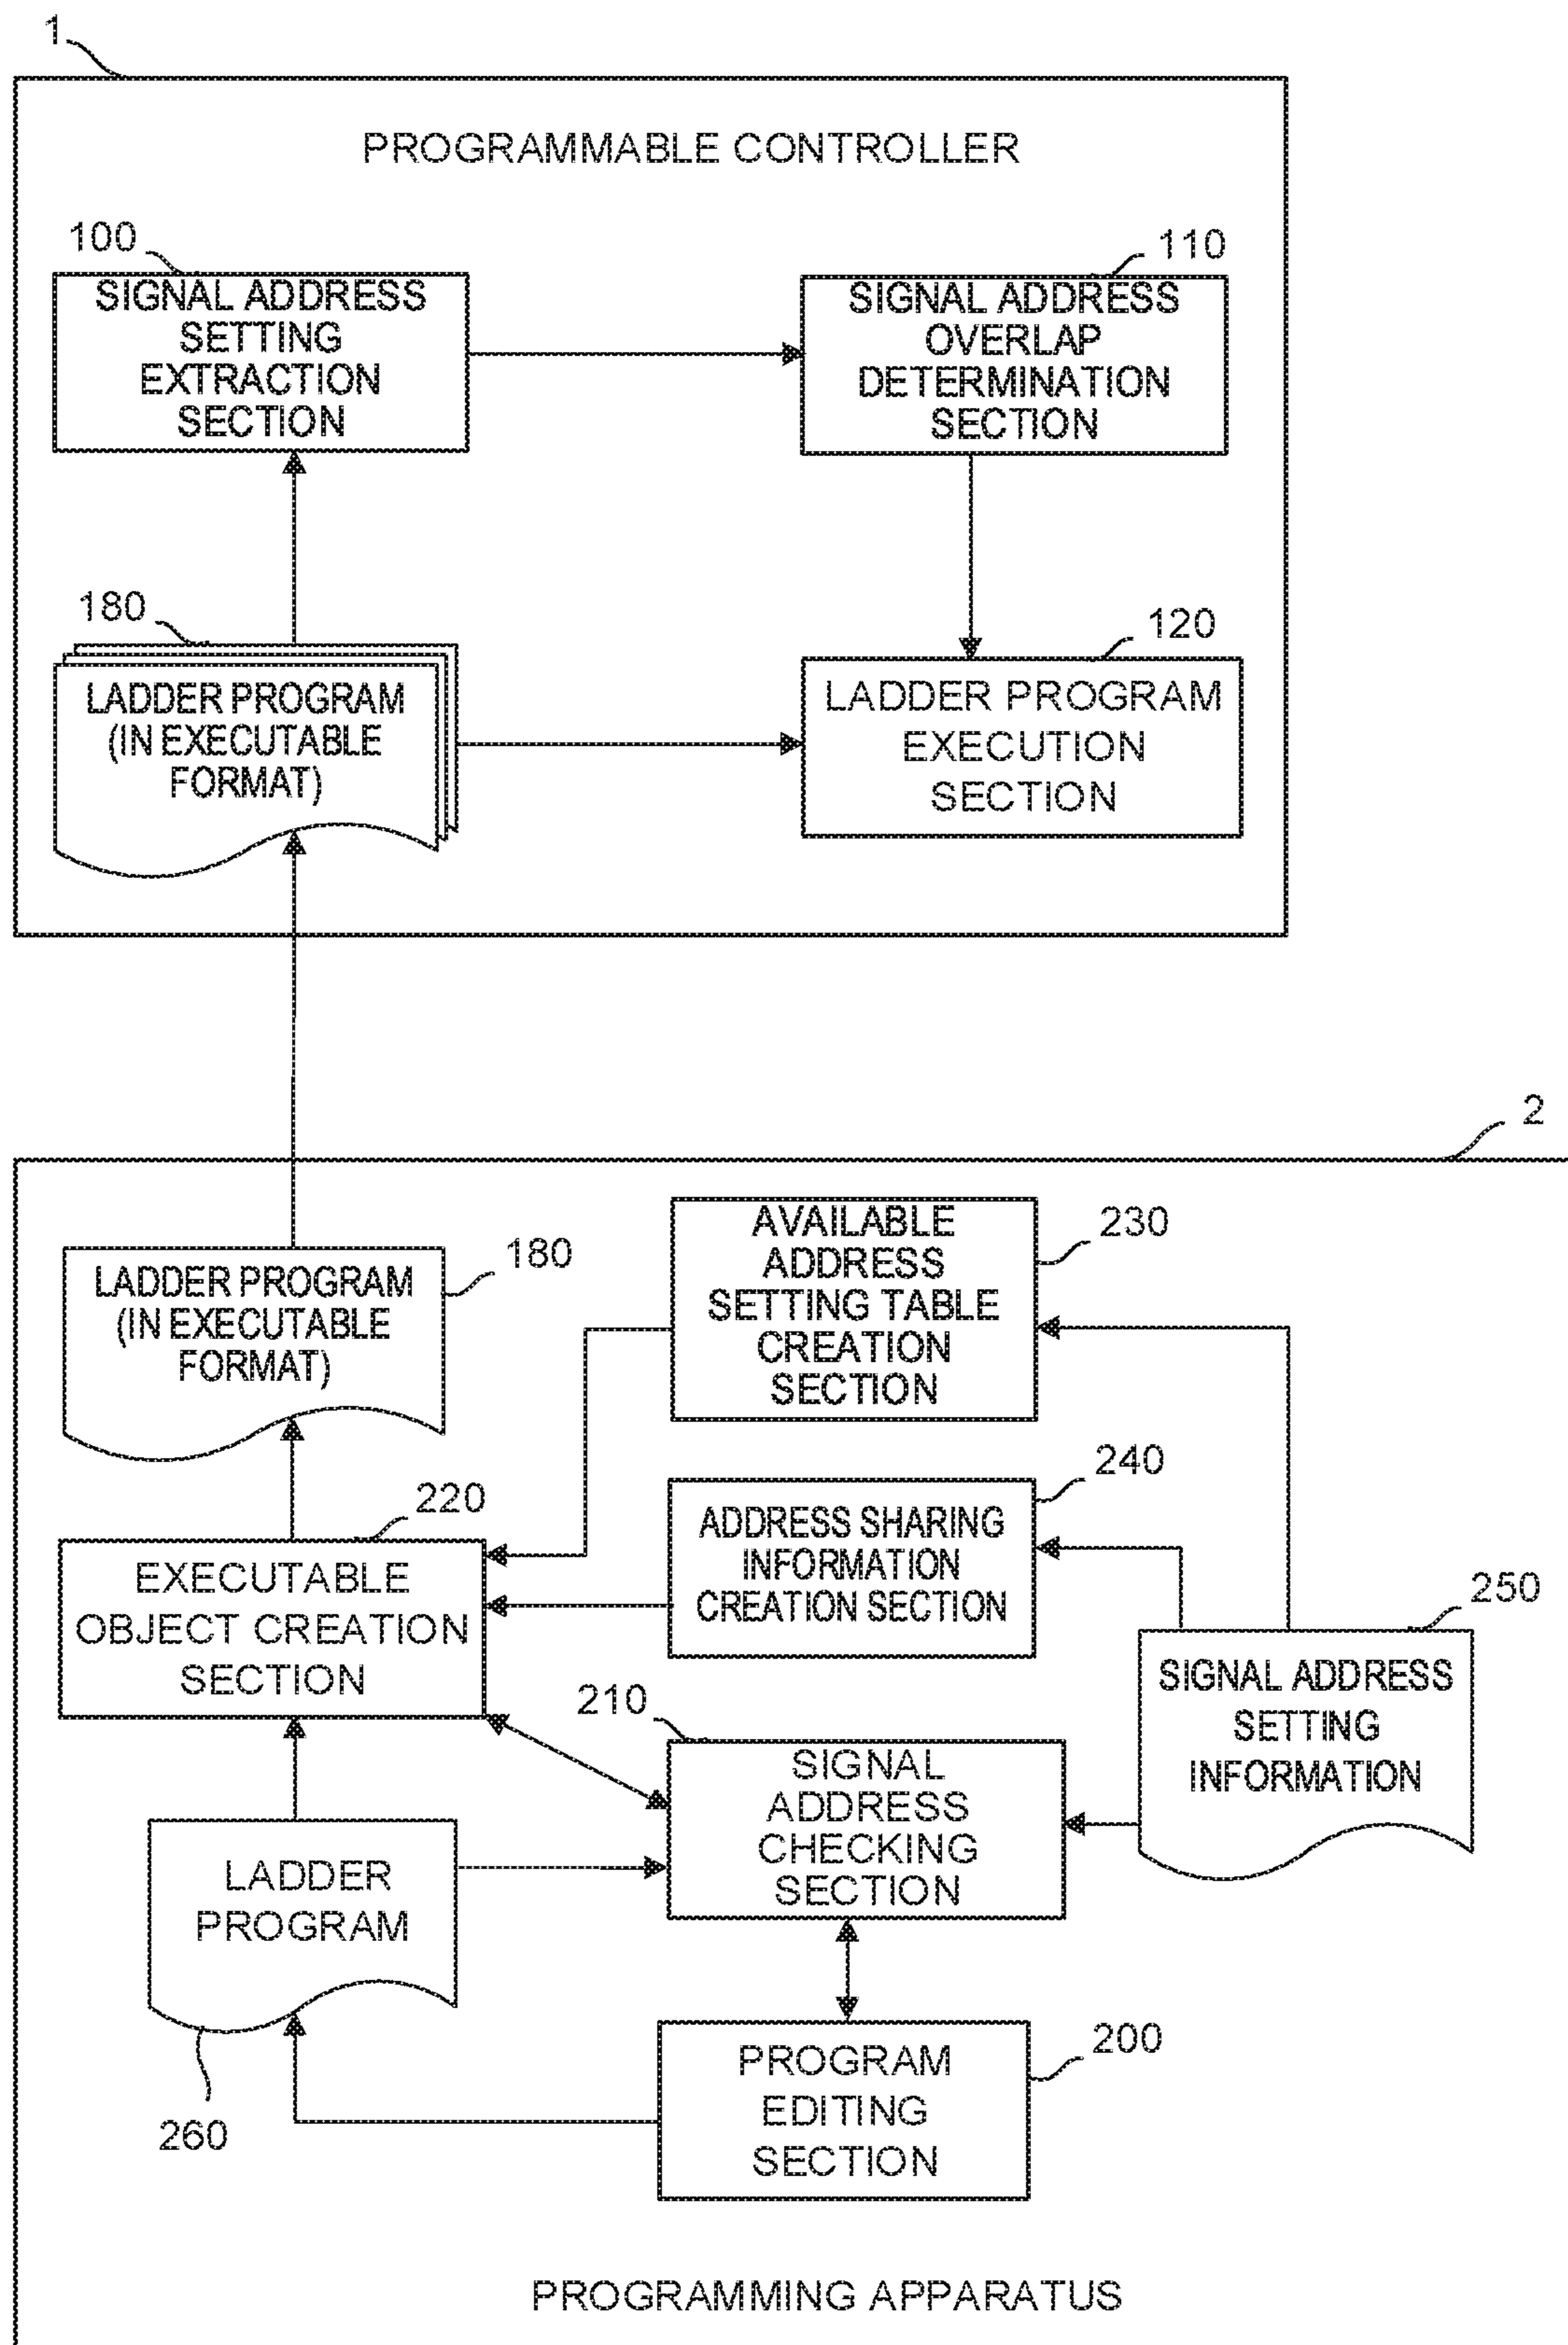 1
PROGRAMMABLE CONTROLLER
100
SIGNAL ADDRESS
SETTING
EXTRACTION
SECTION
110
SIGNAL ADDRESS
OVERLAP
DETERMINATION
SECTION
180
LADDER PROGRAM
(IN EXECUTABLE
FORMAT)
120
LADDER PROGRAM
EXECUTION
SECTION
2
180
LADDER PROGRAM
(IN EXECUTABLE
FORMAT)
230
AVAILABLE
ADDRESS
SETTING TABLE
CREATION
SECTION
240
ADDRESS SHARING
INFORMATION
CREATION SECTION
220
EXECUTABLE
OBJECT CREATION
SECTION
250
SIGNAL ADDRESS
SETTING
INFORMATION
210
SIGNAL
ADDRESS
CHECKING
SECTION
LADDER
PROGRAM
260
200
PROGRAM
EDITING
SECTION
PROGRAMMING APPARATUS